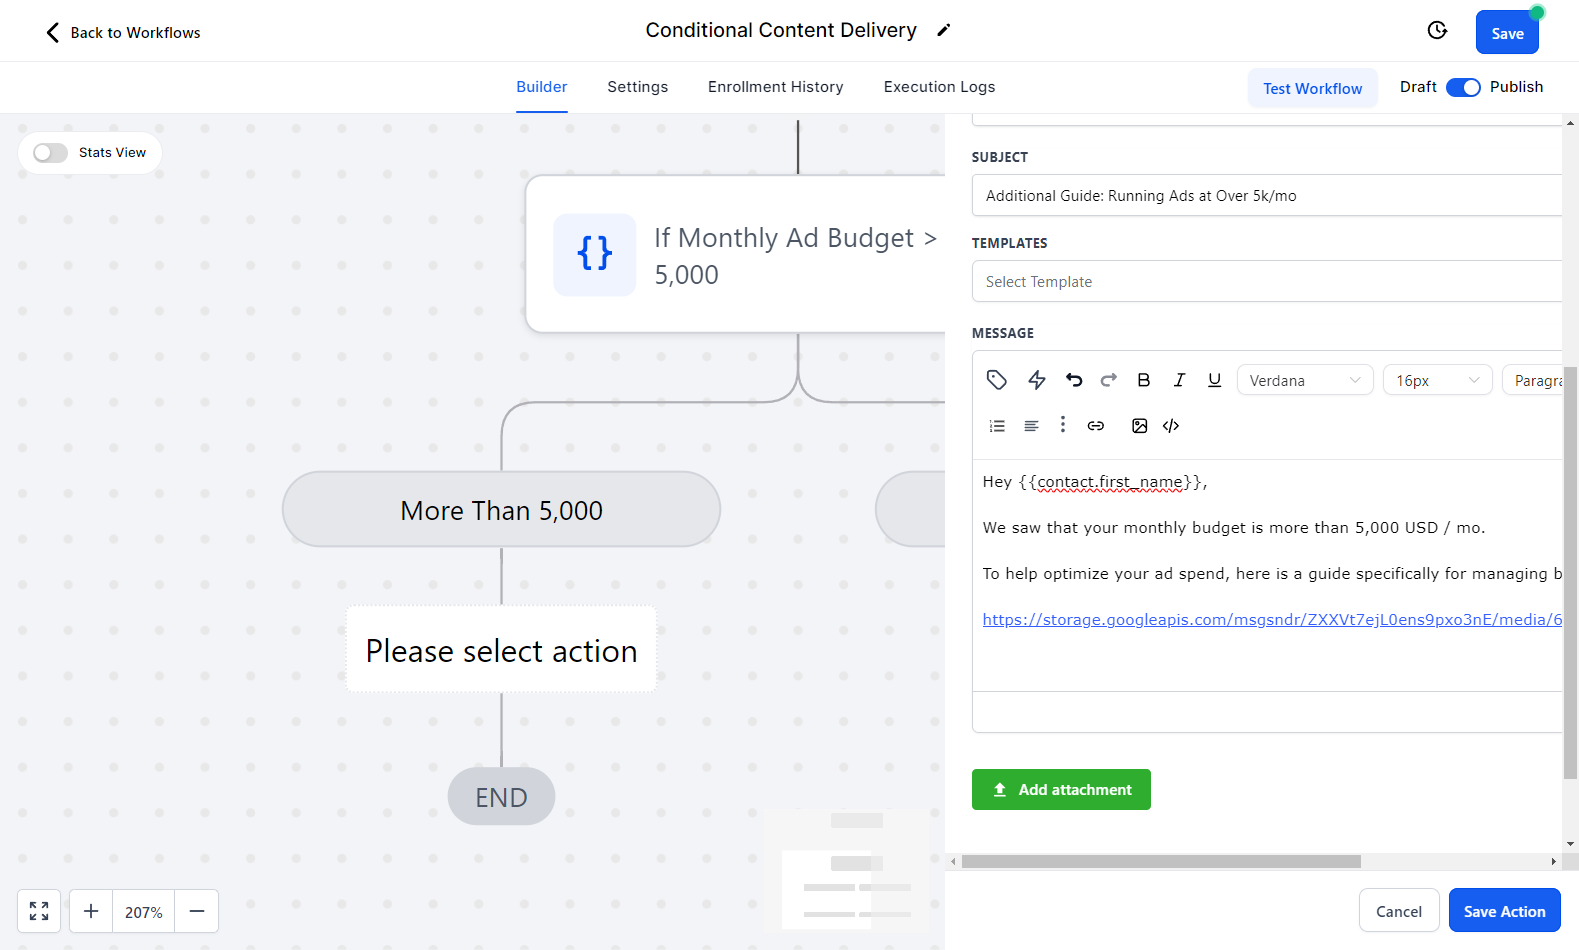 Back to Workflows
Conditional Content Delivery
Save
Builder
Settings
Enrollment History
Execution Logs
Test Workflow
Draft
Publish
Stats View
If Monthly Ad Budget >
5,000
More Than 5,000
Please select action
END
207%
SUBJECT
Additional Guide: Running Ads at Over 5k/mo
TEMPLATES
Select Template
MESSAGE
B I U
Verdana
16px
Paragra
Hey {{contact.first_name}},
We saw that your monthly budget is more than 5,000 USD / mo.
To help optimize your ad spend, here is a guide specifically for managing b
https://storage.googleapis.com/msgsndr/ZXXVt7ejL0ens9pxo3nE/media/6
Add attachment
Cancel
Save Action